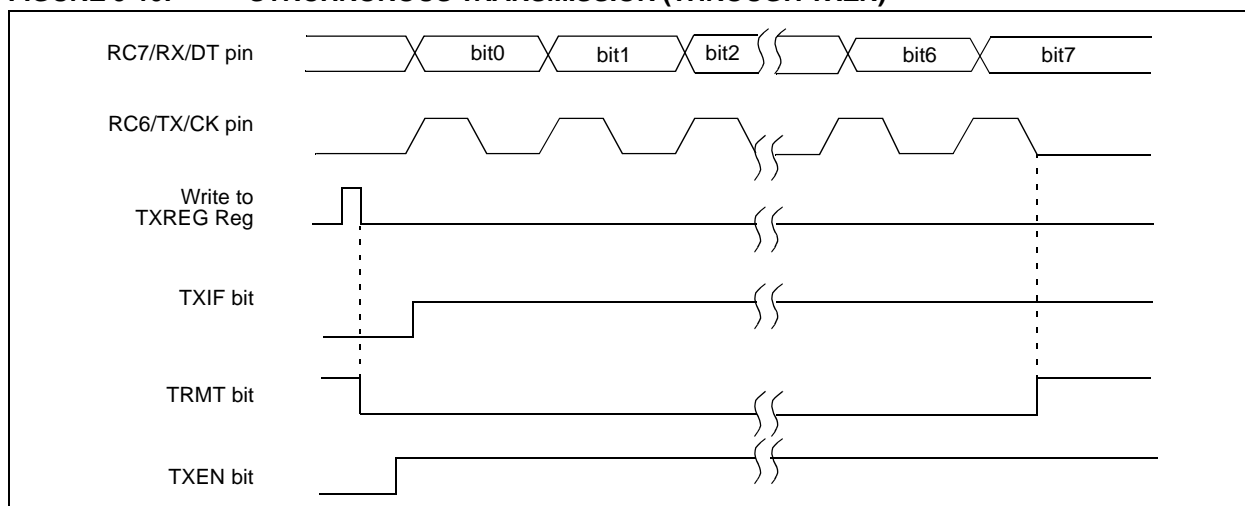 RC7/RX/DT pin
bit0
bit1
bit2
bit6
bit7
RC6/TX/CK pin
Write to
TXREG Reg
TXIF bit
TRMT bit
TXEN bit